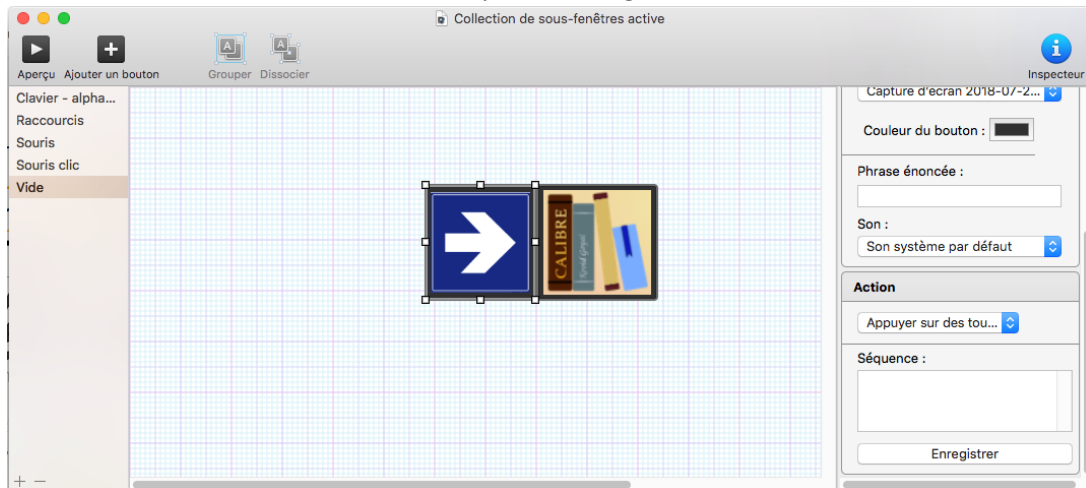 Collection de sous-fenêtres active
Aperçu Ajouter un bouton Grouper Dissocier Inspecteur
Clavier - alpha...
Raccourcis
Souris
Souris clic
Vide
CALIBRE
Kovid Goyal
Capture d'écran 2018-07-2...
Couleur du bouton :
Phrase énoncée :
Son :
Son système par défaut
Action
Appuyer sur des tou...
Séquence :
Enregistrer